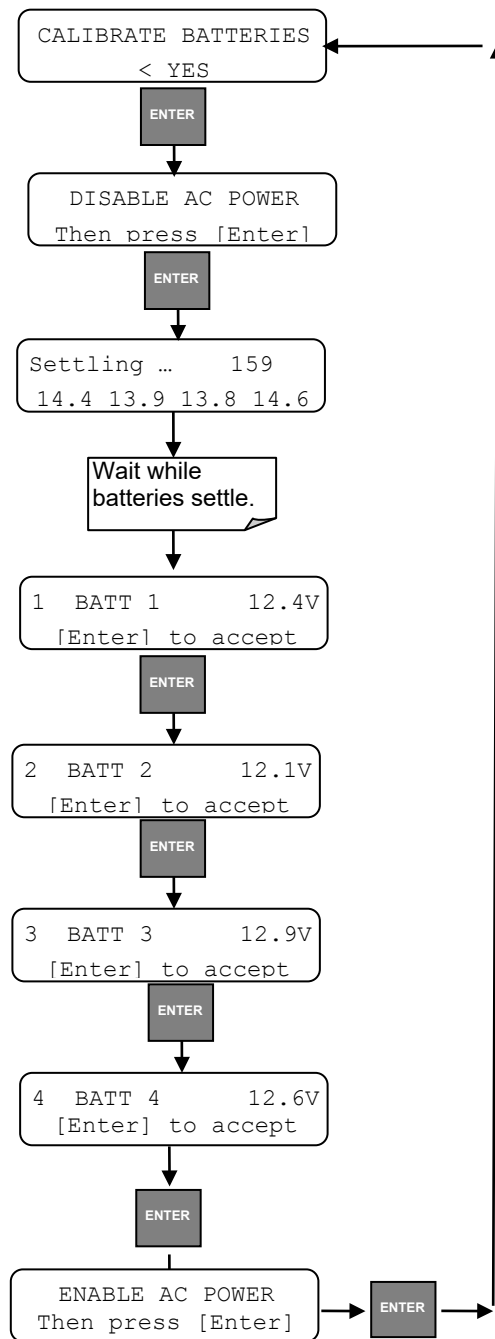 CALIBRATE BATTERIES
< YES
ENTER
DISABLE AC POWER
Then press [Enter]
ENTER
Settling … 159
14.4 13.9 13.8 14.6
Wait while
batteries settle.
1 BATT 1 12.4V
[Enter] to accept
ENTER
2 BATT 2 12.1V
[Enter] to accept
ENTER
3 BATT 3 12.9V
[Enter] to accept
ENTER
4 BATT 4 12.6V
[Enter] to accept
ENTER
ENABLE AC POWER
Then press [Enter]
ENTER